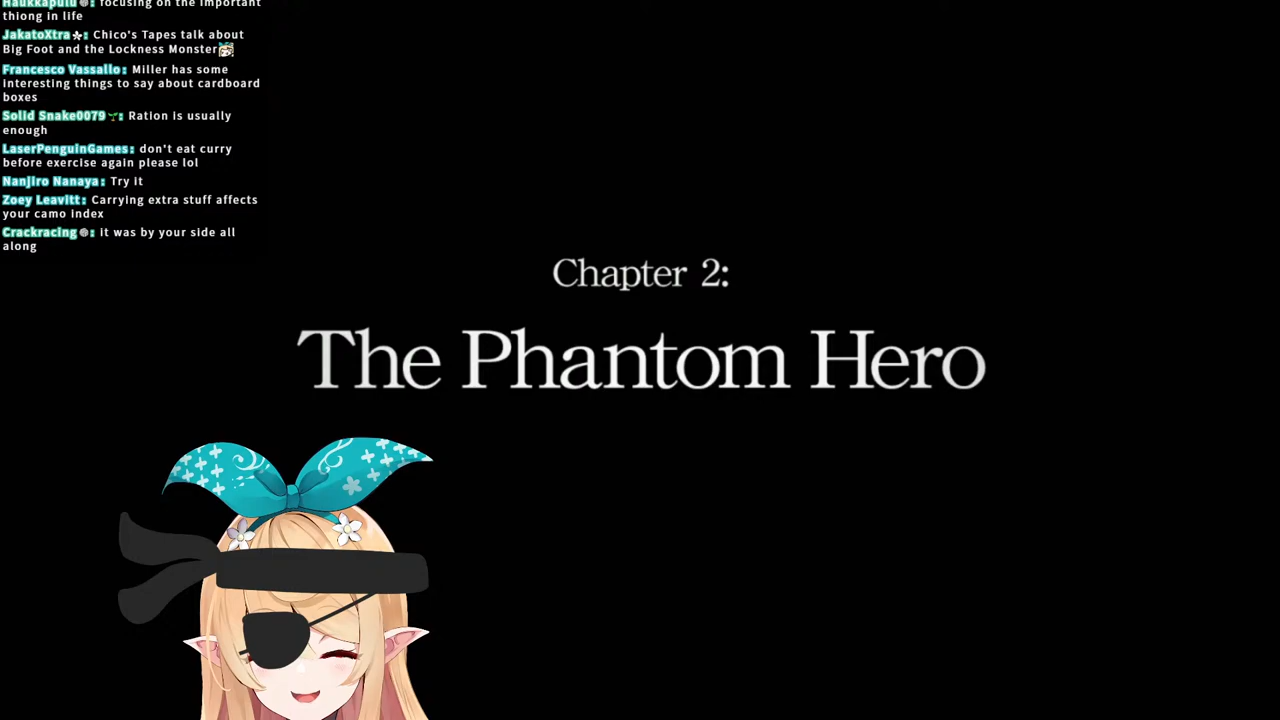 Haukkapulu: focusing on the important
thiong in life
JakatoXtra: Chico's Tapes talk about
Big Foot and the Lockness Monster
Francesco Vassallo: Miller has some
interesting things to say about cardboard
boxes
Solid Snake0079: Ration is usually
enough
LaserPenguinGames: don't eat curry
before exercise again please lol
Nanjiro Nanaya: Try it
Zoey Leavitt: Carrying extra stuff affects
your camo index
Crackracing: it was by your side all
along
Chapter 2:
The Phantom Hero